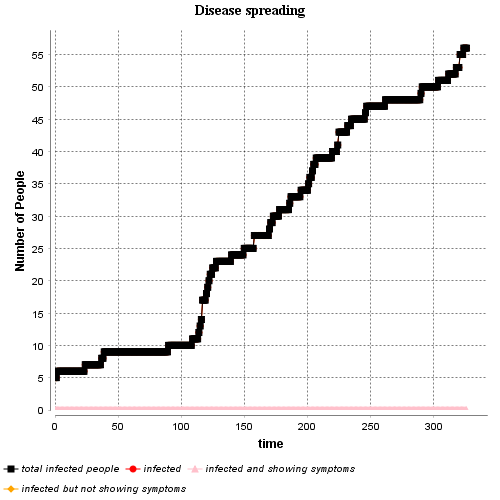 Disease spreading
Number of People
55
50
45
40
35
30
25
20
15
10
5
0
0 50 100 150 200 250 300
time
total infected people infected infected and showing symptoms
infected but not showing symptoms